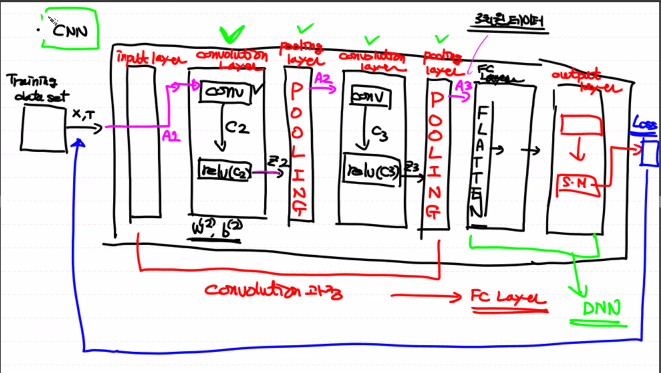 · CNN
3차원 데이터
input layer
convolution Layer
pooling layer
convolution layer
pooling layer
FC Layer
output layer
Training data set
X,T
A1
conv
C2
relu(C2)
Z2
POOLING
A2
conv
C3
relu(C3)
Z3
POOLING
A3
FLATTEN
S.M
Loss
W⁽²⁾, b⁽²⁾
convolution 과정
FC Layer
DNN